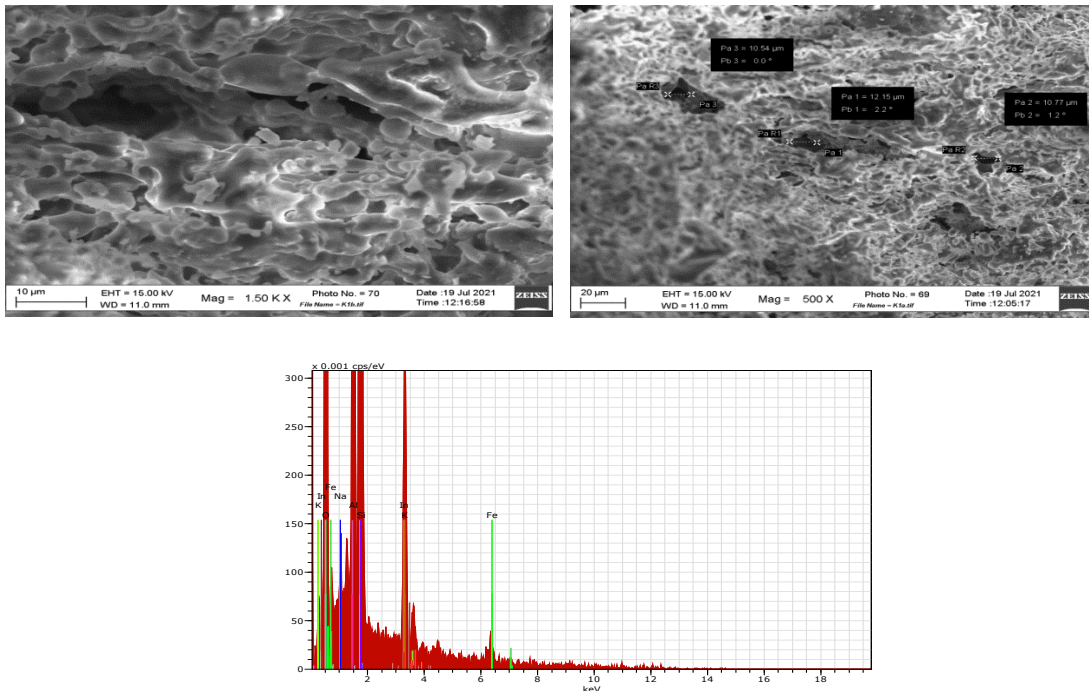 10 µm
EHT = 15.00 kV
WD = 11.0 mm
Mag = 1.50 K X
Photo No. = 70
File Name = K1b.tif
Date :19 Jul 2021
Time :12:16:58
ZEISS
Pa 3 = 10.54 µm
Pb 3 = 0.0 °
Pa 1 = 12.15 µm
Pb 1 = 2.2 °
Pa 2 = 10.77 µm
Pb 2 = 1.2 °
Pa R3
Pa 3
Pa R1
Pa 1
Pa R2
Pa 2
20 µm
EHT = 15.00 kV
WD = 11.0 mm
Mag = 500 X
Photo No. = 69
File Name = K1a.tif
Date :19 Jul 2021
Time :12:05:17
ZEISS
x 0.001 cps/eV
300
250
200
150
100
50
0
Fe
In Na
K Al In
O Si K
Fe
2 4 6 8 10 12 14 16 18
keV